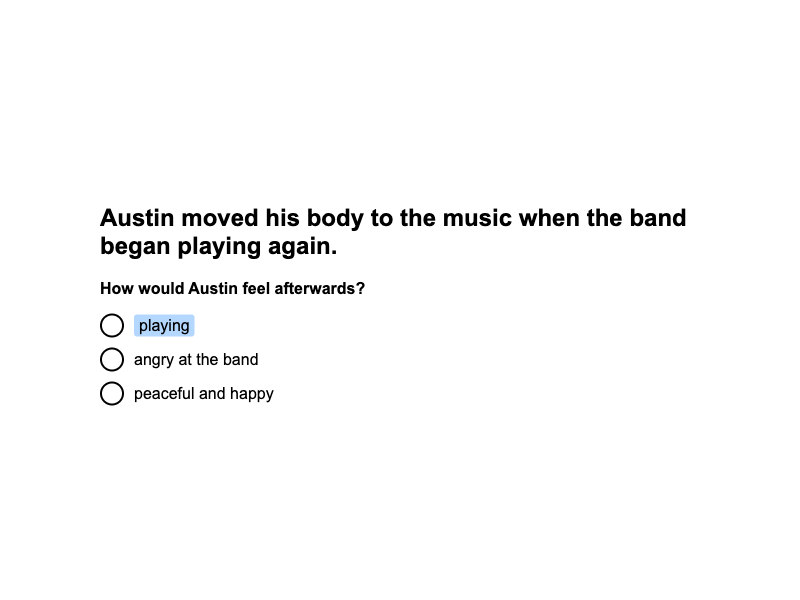 Austin moved his body to the music when the band
began playing again.
How would Austin feel afterwards?
playing
angry at the band
peaceful and happy